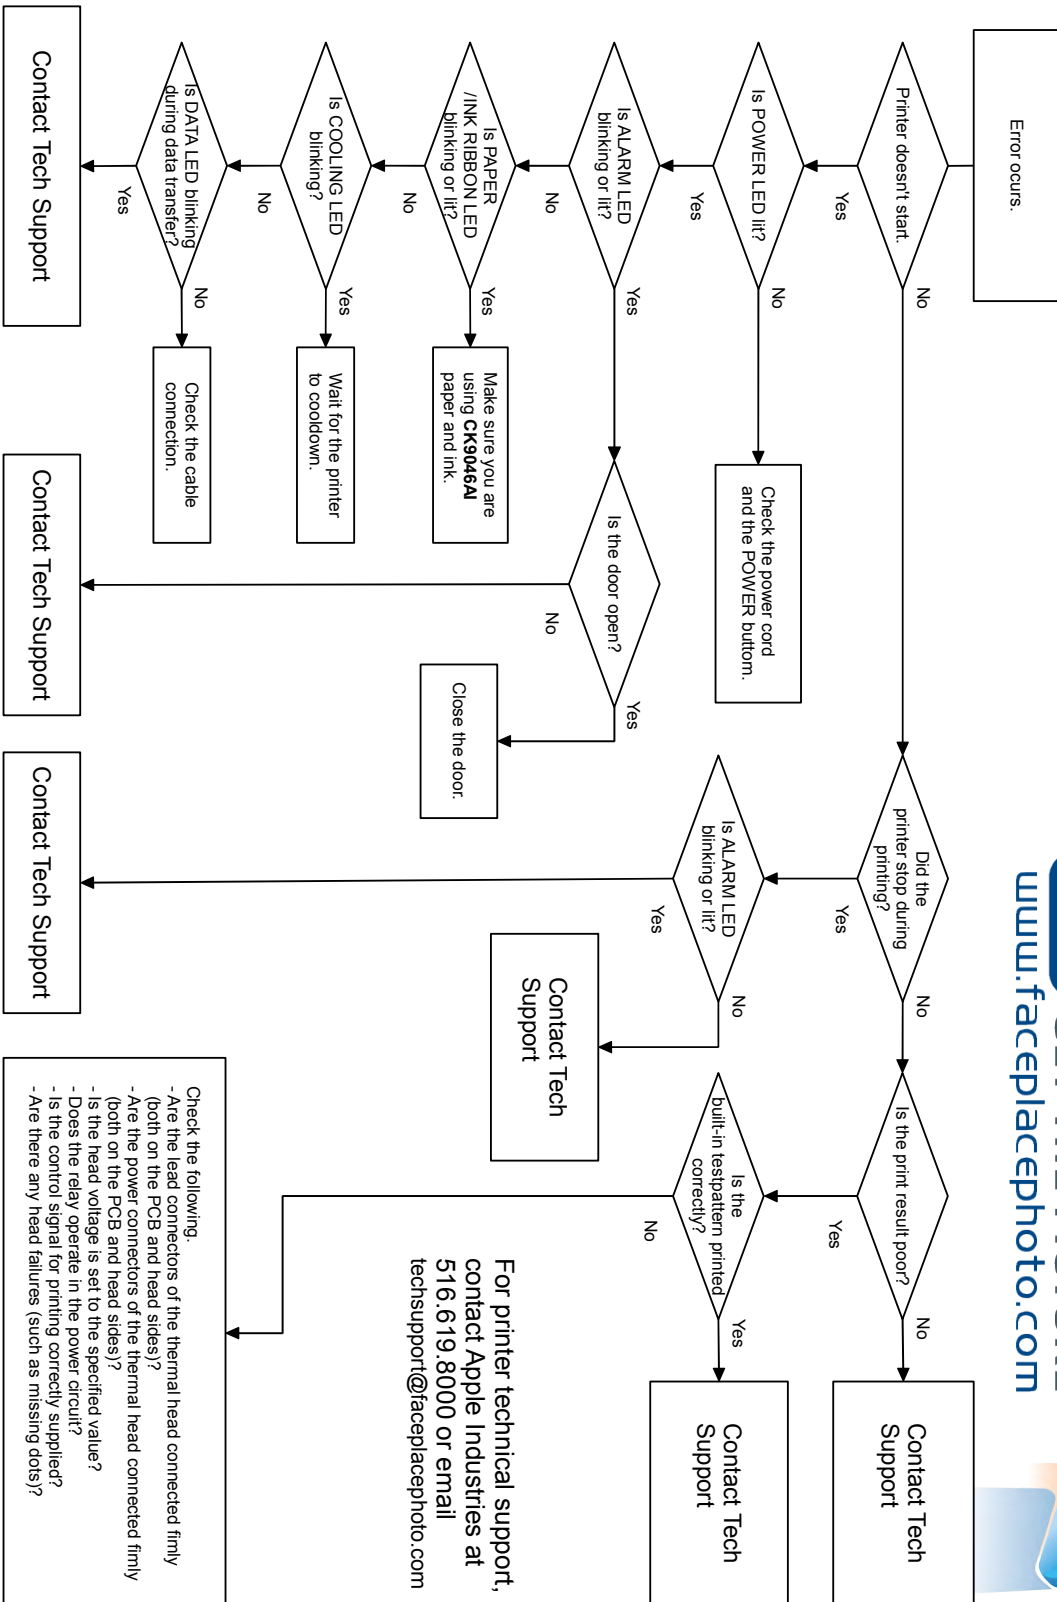 www.faceplacephoto.com
Error ocurs.
Printer doesn't start.
Yes
No
Is POWER LED lit?
Yes
No
Check the power cord
and the POWER buttom.
Is ALARM LED
blinking or lit?
No
Yes
Is the door open?
No
Yes
Close the door.
Contact Tech Support
Is PAPER
/INK RIBBON LED
blinking or lit?
No
Yes
Make sure you are
using CK9046AI
paper and ink.
Is COOLING LED
blinking?
No
Yes
Wait for the printer
to cooldown.
Is DATA LED blinking
during data transfer?
Yes
No
Check the cable
connection.
Contact Tech Support
Did the
printer stop during
printing?
Yes
No
Is ALARM LED
blinking or lit?
Yes
No
Contact Tech
Support
Contact Tech Support
Is the print result poor?
Yes
No
Contact Tech
Support
Is the
built-in testpattern printed
correctly?
No
Yes
Contact Tech
Support
Check the following.
- Are the lead connectors of the thermal head connected fimly
(both on the PCB and head sides)?
- Are the power connectors of the thermal head connected fimly
(both on the PCB and head sides)?
- Is the head voltage is set to the specified value?
- Does the relay operate in the power circuit?
- Is the control signal for printing correctly supplied?
- Are there any head failures (such as missing dots)?
For printer technical support,
contact Apple Industries at
516.619.8000 or email
techsupport@faceplacephoto.com